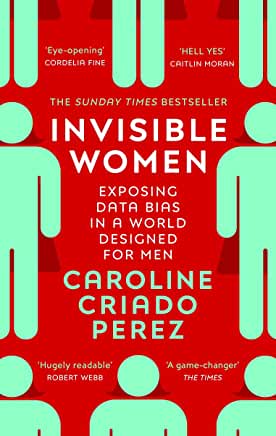 'Eye-opening'
CORDELIA FINE
'HELL YES'
CAITLIN MORAN
THE SUNDAY TIMES BESTSELLER
INVISIBLE
WOMEN
EXPOSING
DATA BIAS
IN A WORLD
DESIGNED
FOR MEN
CAROLINE
CRIADO
PEREZ
'Hugely readable'
ROBERT WEBB
'A game-changer'
THE TIMES